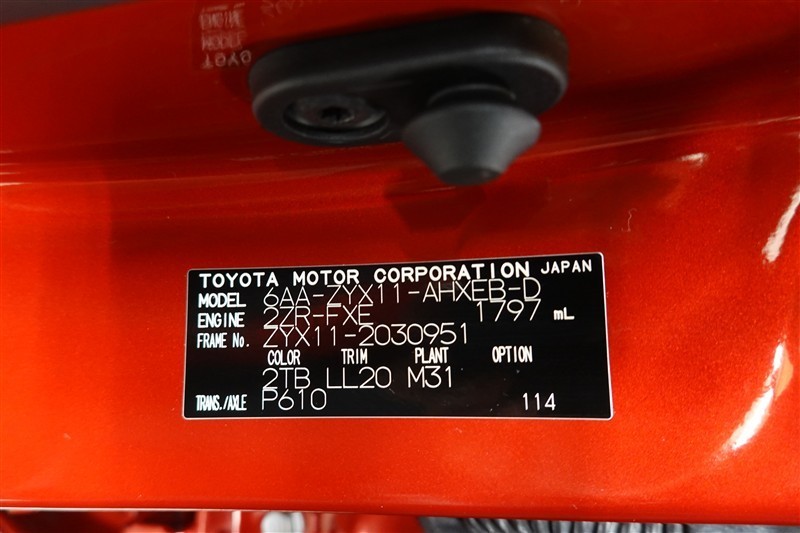 TOYOTA MOTOR CORPORATION JAPAN
MODEL 6AA-ZYX11-AHXEB-D
ENGINE 2ZR-FXE 1797 mL
FRAME No. ZYX11-2030951
COLOR TRIM PLANT OPTION
2TB LL20 M31
TRANS./AXLE P610 114